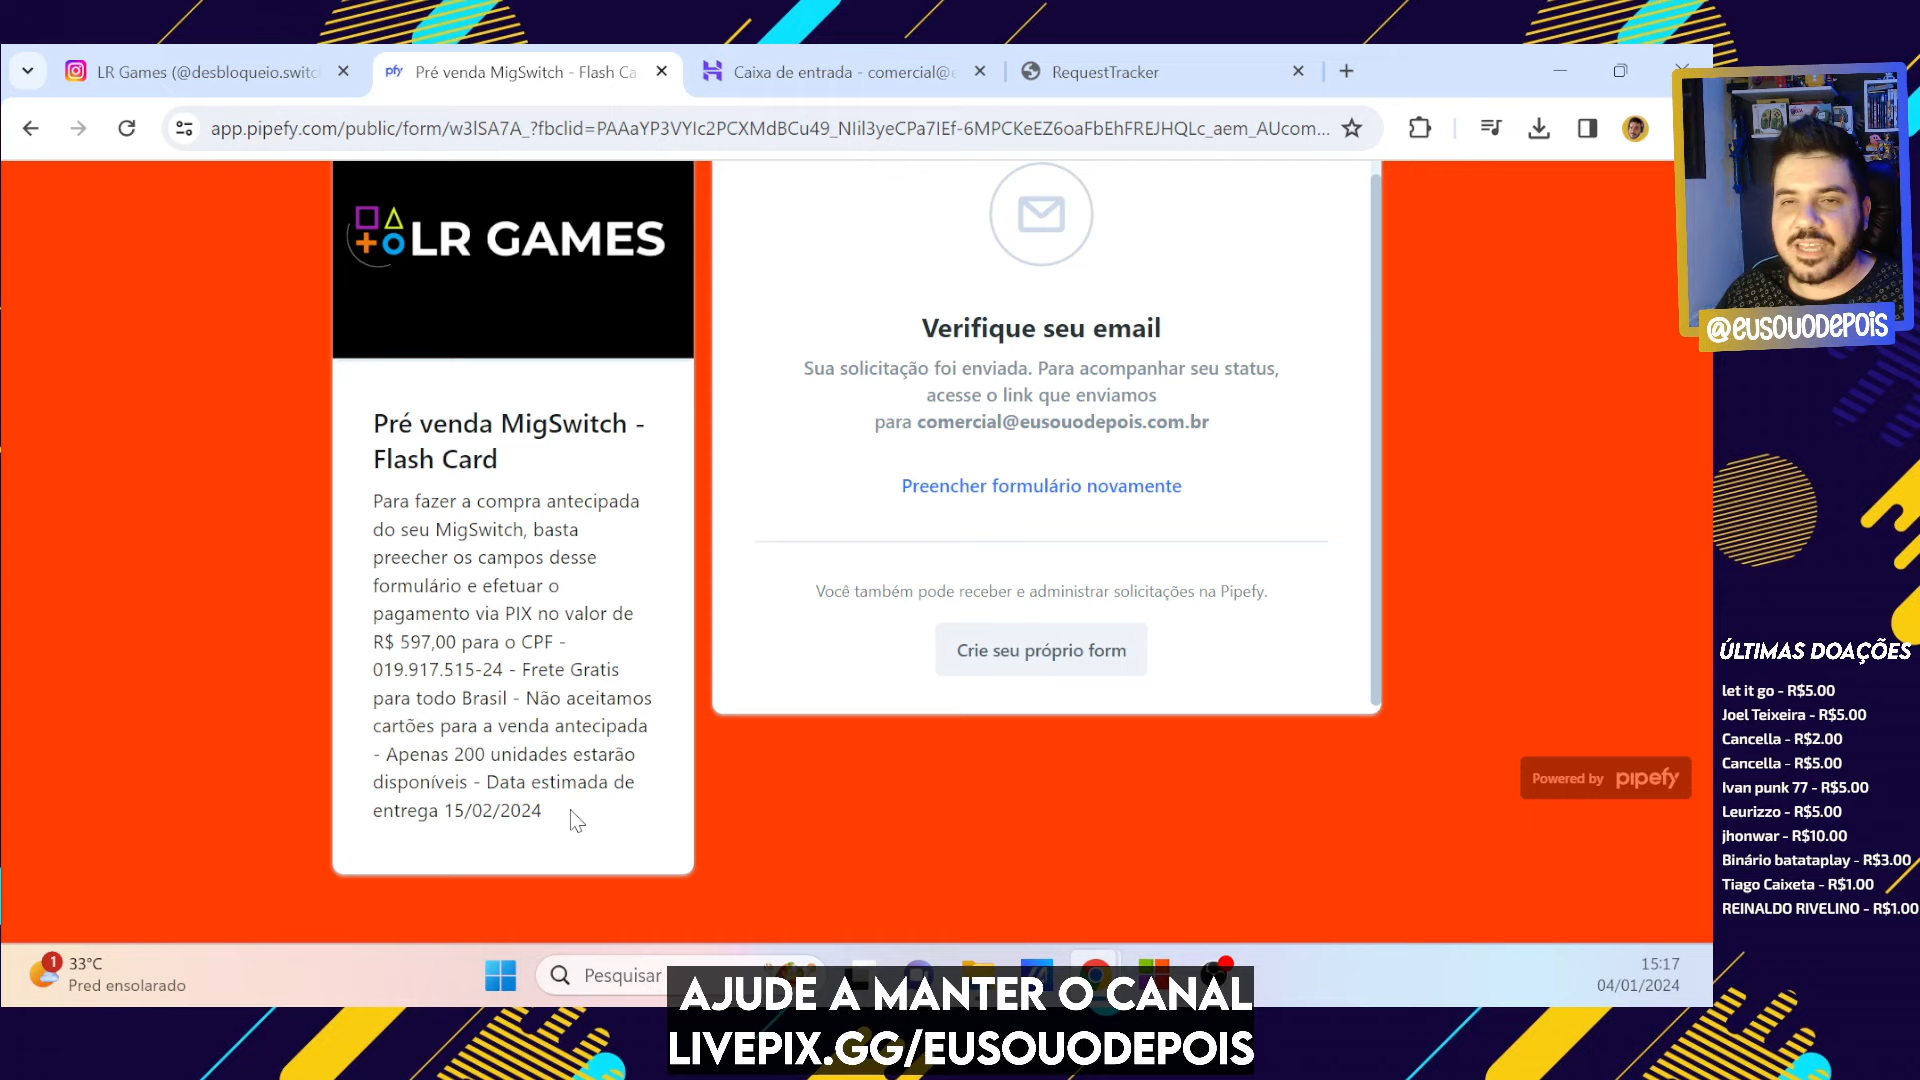 LR Games (@desbloqueio.switc
Pré venda MigSwitch - Flash Ca
Caixa de entrada - comercial@e
RequestTracker
app.pipefy.com/public/form/w3lSA7A_?fbclid=PAAaYP3VYIc2PCXMdBCu49_NIil3yeCPa7IEf-6MPCKeEZ6oaFbEhFREJHQLc_aem_AUcom...
LR GAMES
Pré venda MigSwitch -
Flash Card
Para fazer a compra antecipada
do seu MigSwitch, basta
preecher os campos desse
formulário e efetuar o
pagamento via PIX no valor de
R$ 597,00 para o CPF -
019.917.515-24 - Frete Gratis
para todo Brasil - Não aceitamos
cartões para a venda antecipada
- Apenas 200 unidades estarão
disponíveis - Data estimada de
entrega 15/02/2024
Verifique seu email
Sua solicitação foi enviada. Para acompanhar seu status,
acesse o link que enviamos
para comercial@eusouodepois.com.br
Preencher formulário novamente
Você também pode receber e administrar solicitações na Pipefy.
Crie seu próprio form
Powered by pipefy
@EUSOUODEPOIS
ÚLTIMAS DOAÇÕES
let it go - R$5.00
Joel Teixeira - R$5.00
Cancella - R$2.00
Cancella - R$5.00
Ivan punk 77 - R$5.00
Leurizzo - R$5.00
jhonwar - R$10.00
Binário batataplay - R$3.00
Tiago Caixeta - R$1.00
REINALDO RIVELINO - R$1.00
1
33°C
Pred ensolarado
Pesquisar
15:17
04/01/2024
AJUDE A MANTER O CANAL
LIVEPIX.GG/EUSOUODEPOIS